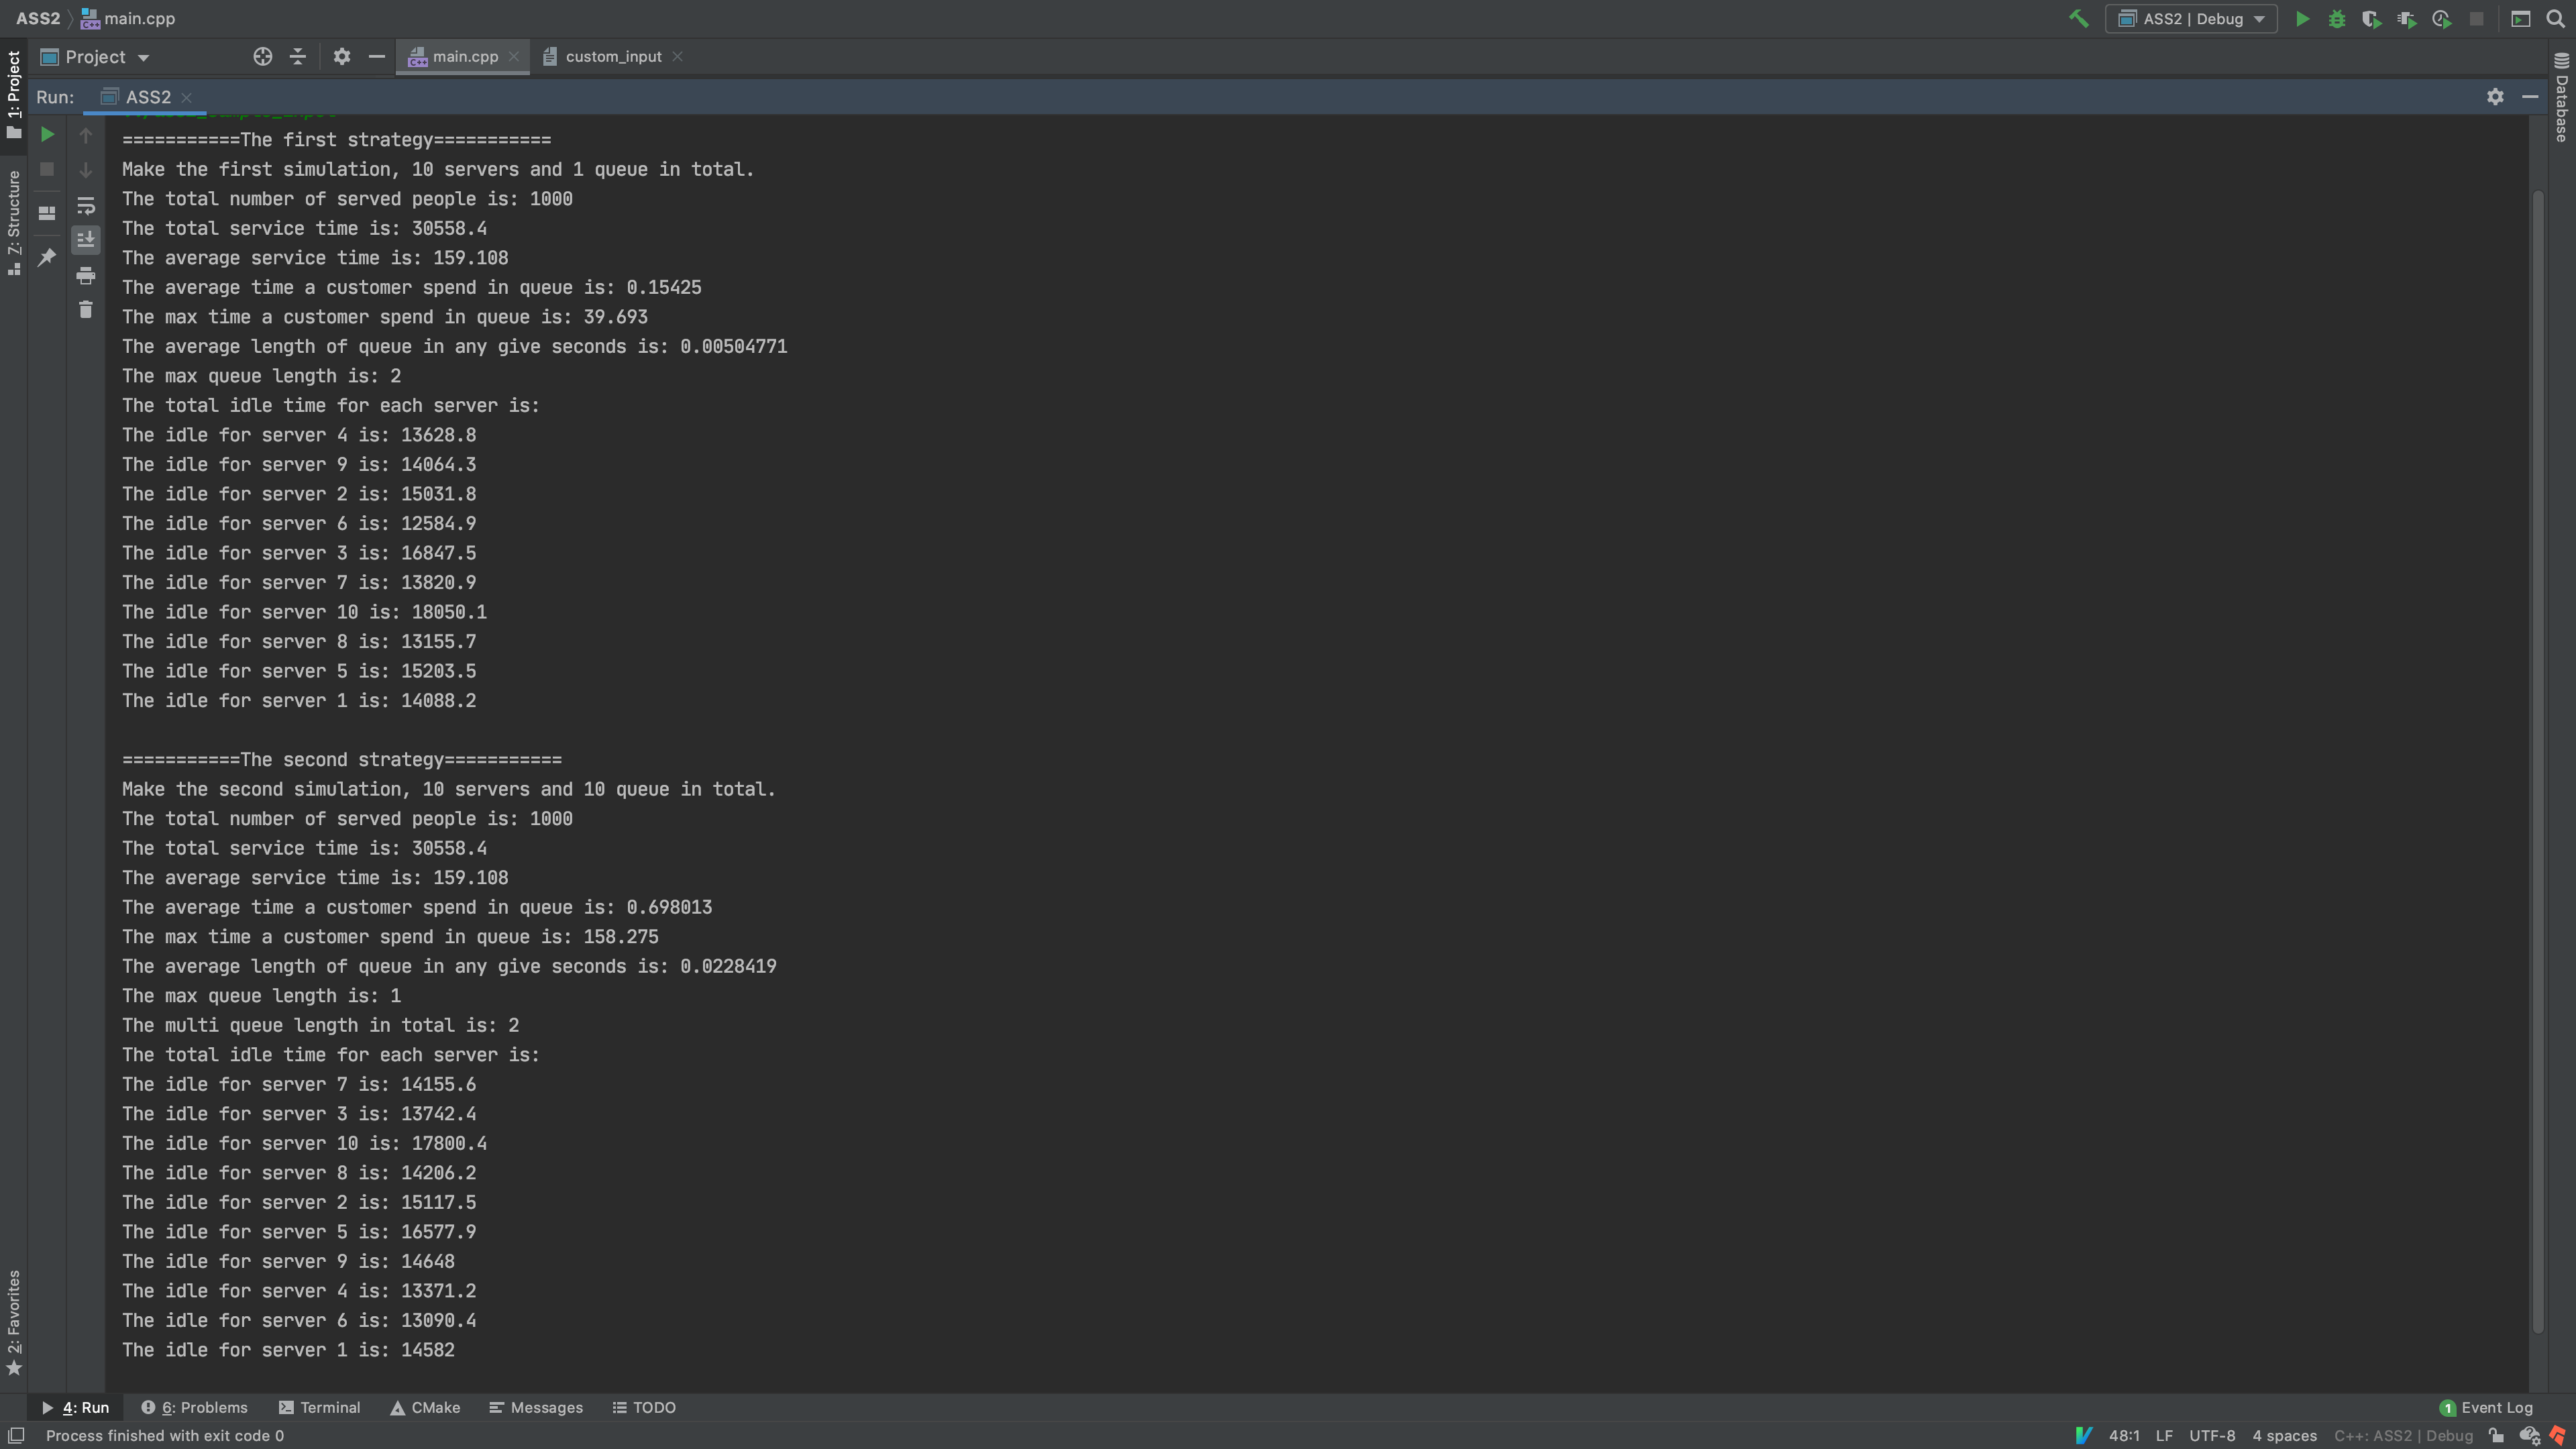 ASS2 main.cpp
ASS2 | Debug
Project
main.cpp
custom_input
1: Project
Z: Structure
2: Favorites
Database
Run: ASS2
===========The first strategy===========
Make the first simulation, 10 servers and 1 queue in total.
The total number of served people is: 1000
The total service time is: 30558.4
The average service time is: 159.108
The average time a customer spend in queue is: 0.15425
The max time a customer spend in queue is: 39.693
The average length of queue in any give seconds is: 0.00504771
The max queue length is: 2
The total idle time for each server is:
The idle for server 4 is: 13628.8
The idle for server 9 is: 14064.3
The idle for server 2 is: 15031.8
The idle for server 6 is: 12584.9
The idle for server 3 is: 16847.5
The idle for server 7 is: 13820.9
The idle for server 10 is: 18050.1
The idle for server 8 is: 13155.7
The idle for server 5 is: 15203.5
The idle for server 1 is: 14088.2
===========The second strategy===========
Make the second simulation, 10 servers and 10 queue in total.
The total number of served people is: 1000
The total service time is: 30558.4
The average service time is: 159.108
The average time a customer spend in queue is: 0.698013
The max time a customer spend in queue is: 158.275
The average length of queue in any give seconds is: 0.0228419
The max queue length is: 1
The multi queue length in total is: 2
The total idle time for each server is:
The idle for server 7 is: 14155.6
The idle for server 3 is: 13742.4
The idle for server 10 is: 17800.4
The idle for server 8 is: 14206.2
The idle for server 2 is: 15117.5
The idle for server 5 is: 16577.9
The idle for server 9 is: 14648
The idle for server 4 is: 13371.2
The idle for server 6 is: 13090.4
The idle for server 1 is: 14582
4: Run
6: Problems
Terminal
CMake
Messages
TODO
1 Event Log
Process finished with exit code 0
48:1 LF UTF-8 4 spaces C++: ASS2 | Debug